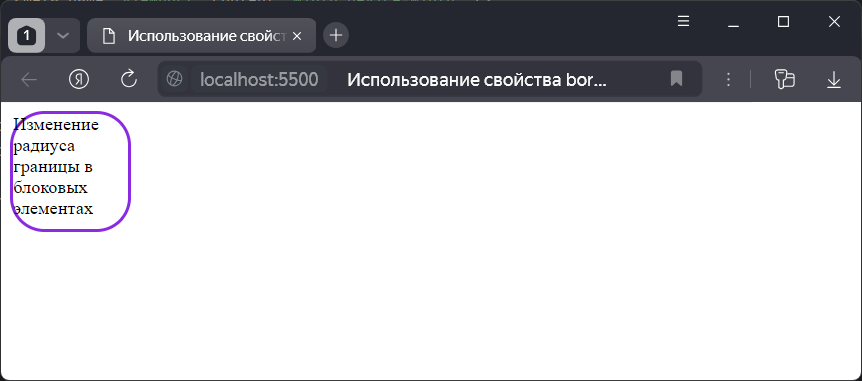 1
Использование свойст
Я
localhost:5500 Использование свойства bor...
Изменение
радиуса
границы в
блоковых
элементах